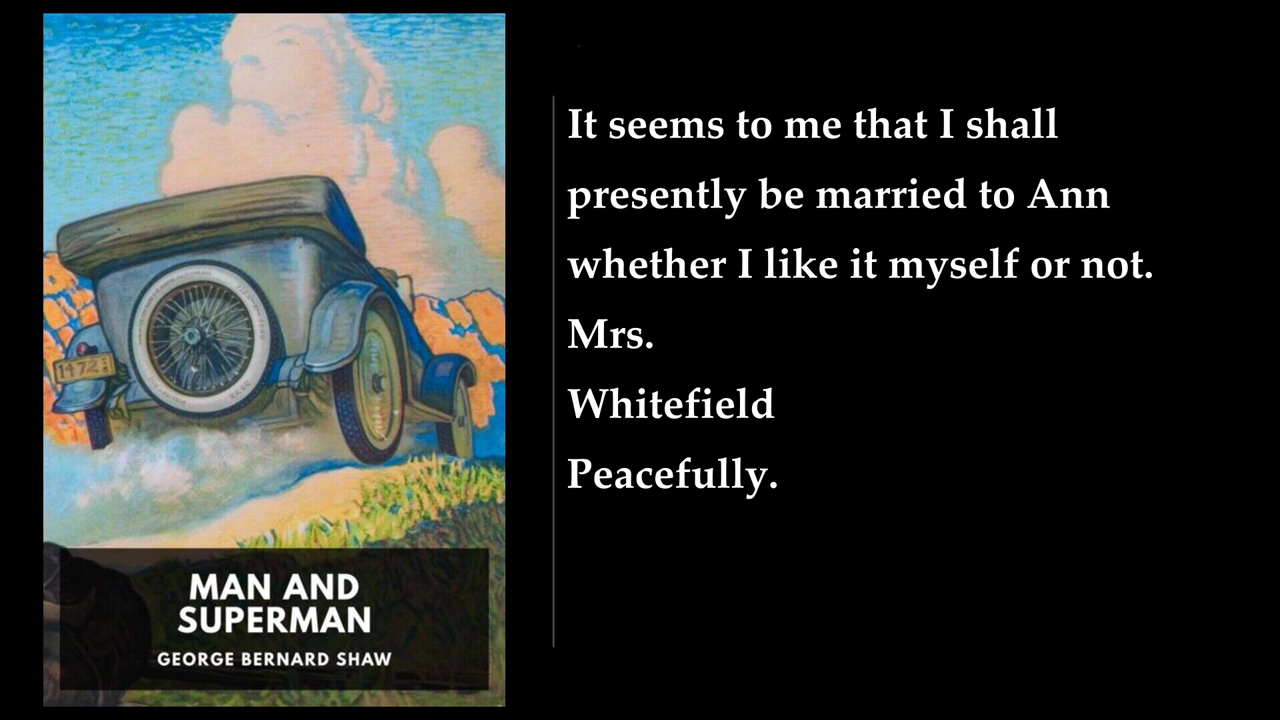 It seems to me that I shall
presently be married to Ann
whether I like it myself or not.
Mrs.
Whitefield
Peacefully.
1472
MAN AND
SUPERMAN
GEORGE BERNARD SHAW